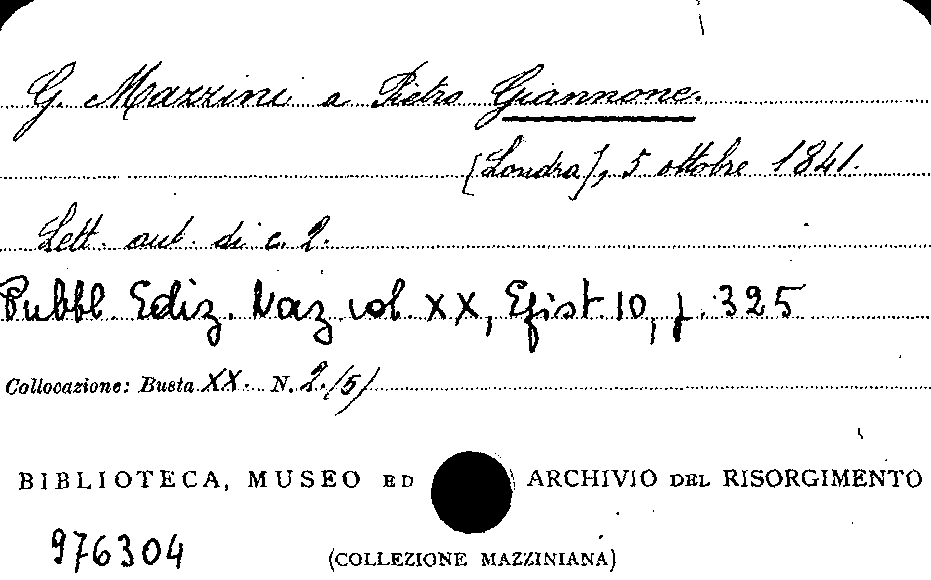 G. Mazzini a Pietro Giannone.
[Londra], 5 ottobre 1841.
Lett. aut. di c. 2.
Pubbl. Ediz. Naz. vol. XX, Epist. 10, p. 325
Collocazione: Busta XX. N. 2./5/
BIBLIOTECA, MUSEO ED ARCHIVIO DEL RISORGIMENTO
976304 (COLLEZIONE MAZZINIANA)